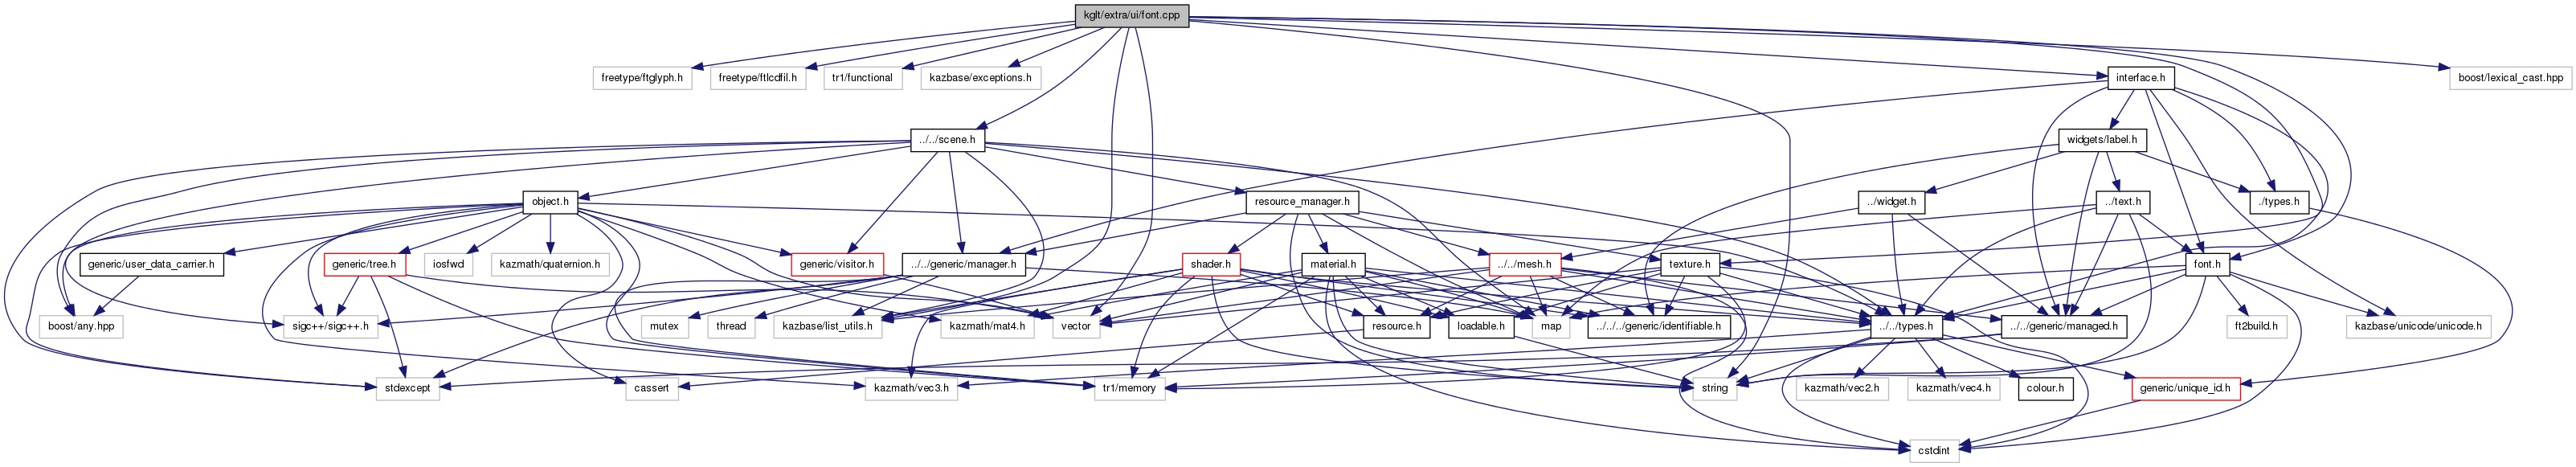 kglt/extra/ui/font.cpp
freetype/ftglyph.h
freetype/ftlcdfil.h
tr1/functional
kazbase/exceptions.h
interface.h
boost/lexical_cast.hpp
../../scene.h
widgets/label.h
object.h
resource_manager.h
../widget.h
../text.h
./types.h
generic/user_data_carrier.h
generic/tree.h
iosfwd
kazmath/quaternion.h
generic/visitor.h
../../generic/manager.h
shader.h
material.h
../../mesh.h
texture.h
font.h
boost/any.hpp
sigc++/sigc++.h
mutex
thread
kazbase/list_utils.h
kazmath/mat4.h
vector
resource.h
loadable.h
map
../../../generic/identifiable.h
../../types.h
../../generic/managed.h
ft2build.h
kazbase/unicode/unicode.h
stdexcept
cassert
kazmath/vec3.h
tr1/memory
string
kazmath/vec2.h
kazmath/vec4.h
colour.h
generic/unique_id.h
cstdint